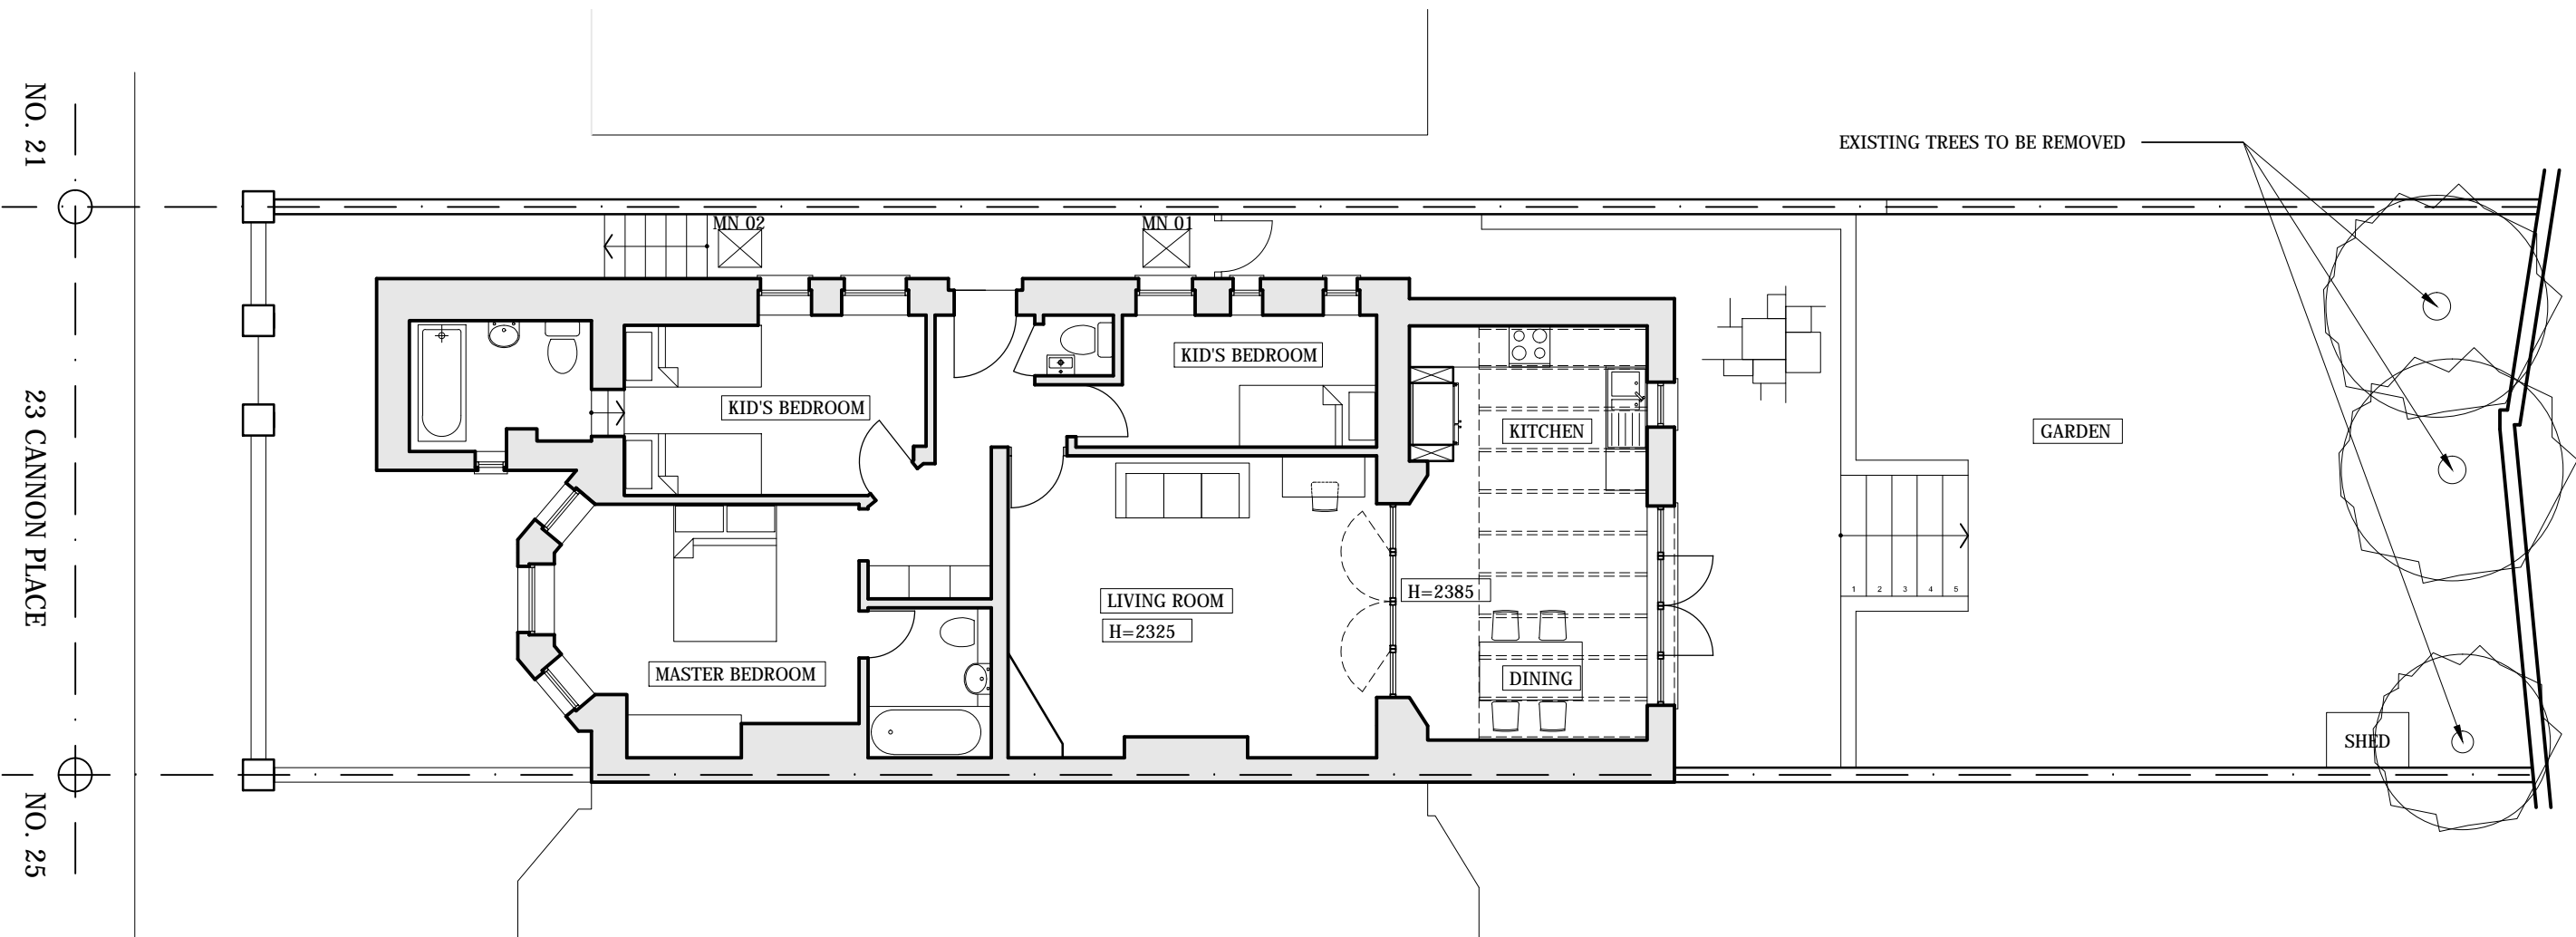 NO. 21
23 CANNON PLACE
NO. 25
EXISTING TREES TO BE REMOVED
MN 02
MN 01
KID'S BEDROOM
KID'S BEDROOM
KITCHEN
GARDEN
LIVING ROOM
H=2325
H=2385
1 2 3 4 5
MASTER BEDROOM
DINING
SHED